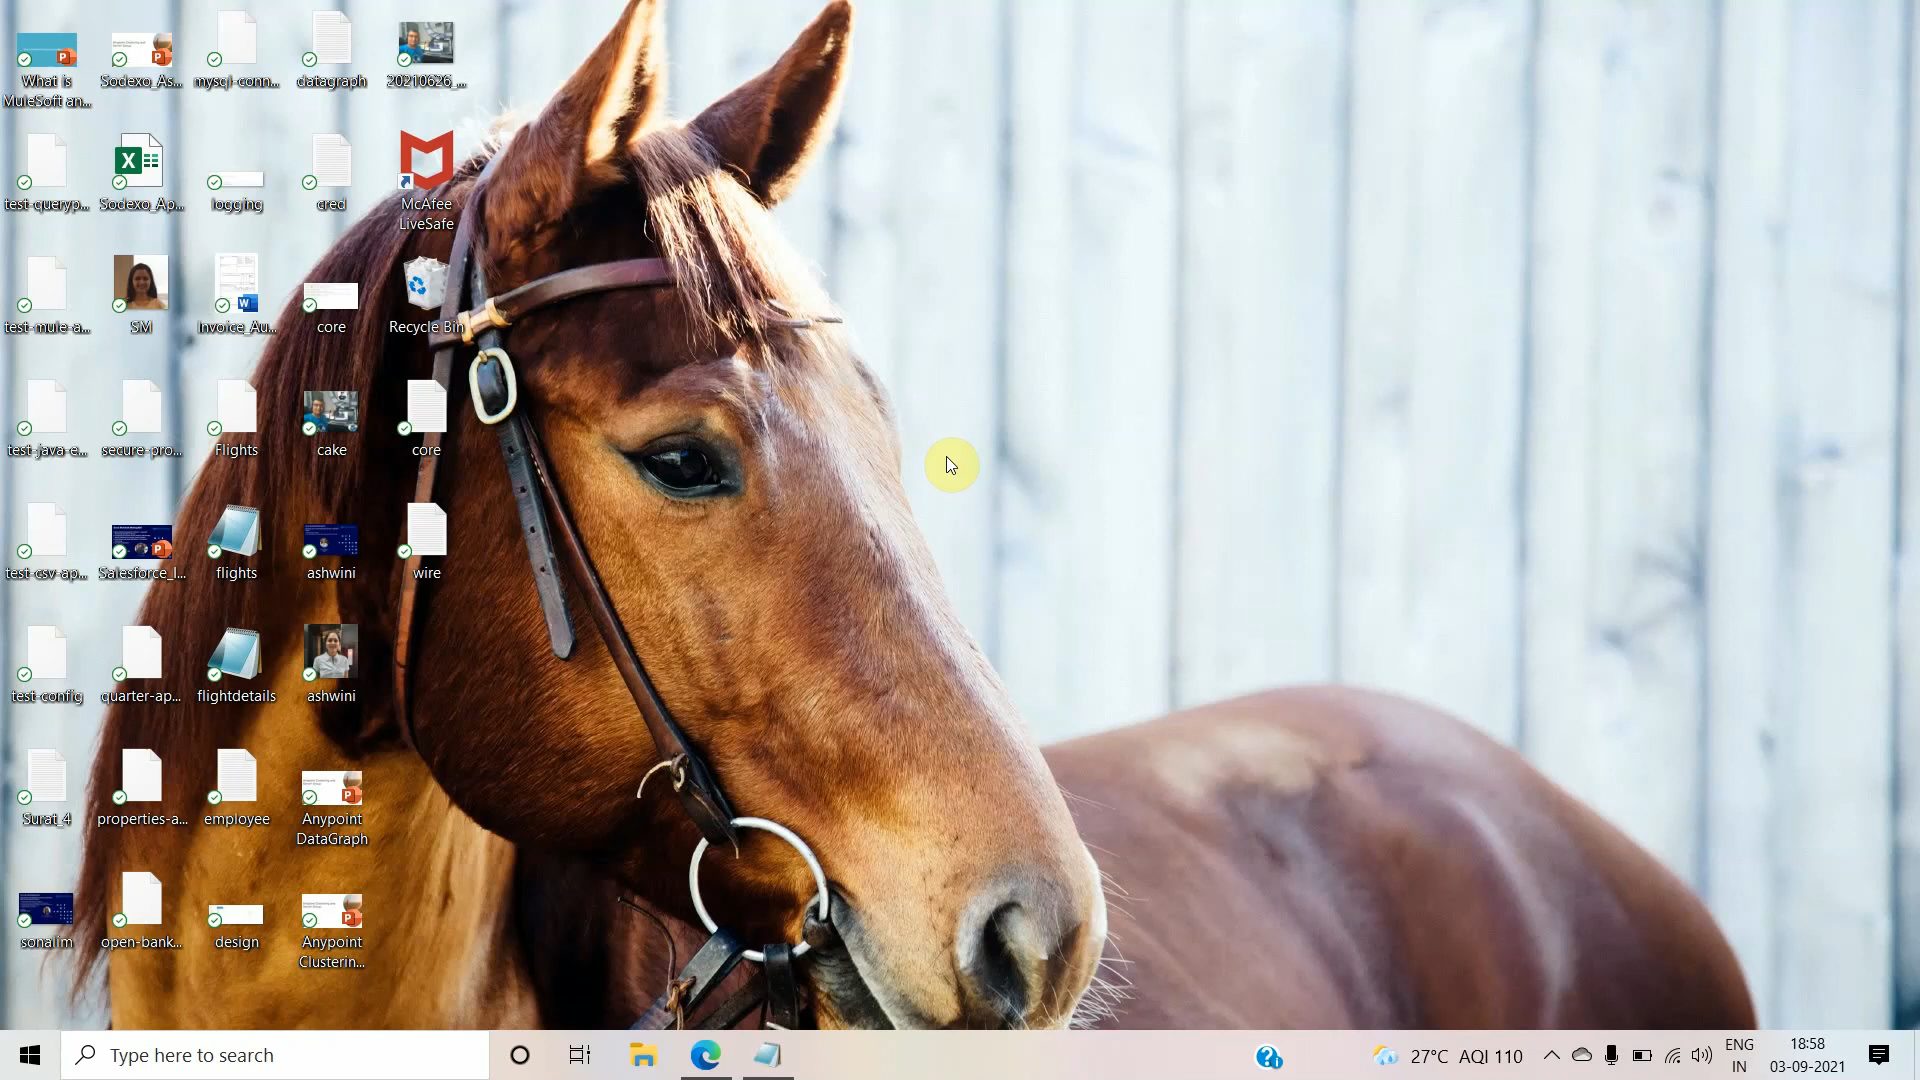 What is
MuleSoft an...
Sodexo_As...
mysql-conn...
datagraph
20210626_...
test-queryp...
Sodexo_Ap...
logging
cred
McAfee
LiveSafe
test-mule-a...
SM
Invoice_Au...
core
Recycle Bin
test-java-e...
secure-pro...
Flights
cake
core
test-csv-ap...
Salesforce_I...
flights
ashwini
wire
test-config
quarter-ap...
flightdetails
ashwini
Surat_4
properties-a...
employee
Anypoint
DataGraph
sonalim
open-bank...
design
Anypoint
Clusterin...
Type here to search
27°C AQI 110
ENG
IN
18:58
03-09-2021